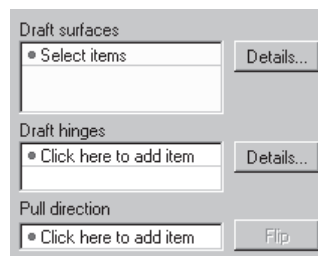 Draft surfaces
Select items
Details...
Draft hinges
Click here to add item
Details...
Pull direction
Click here to add item
Flip